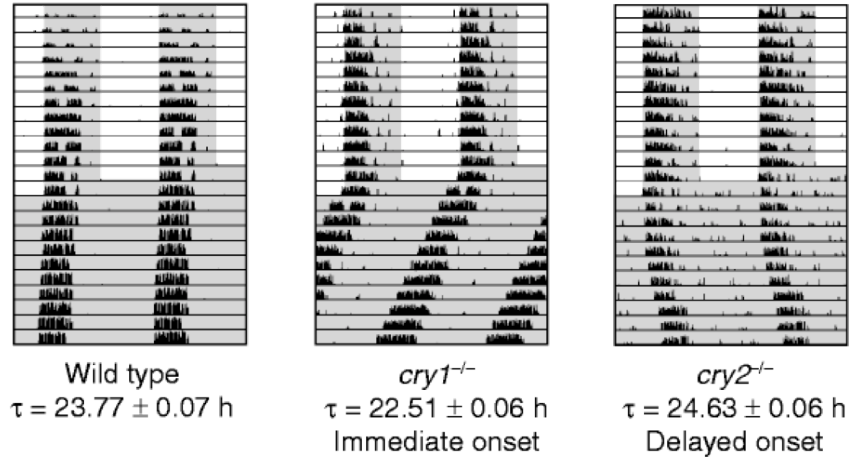 Wild type
τ = 23.77 ± 0.07 h
cry1⁻/⁻
τ = 22.51 ± 0.06 h
Immediate onset
cry2⁻/⁻
τ = 24.63 ± 0.06 h
Delayed onset